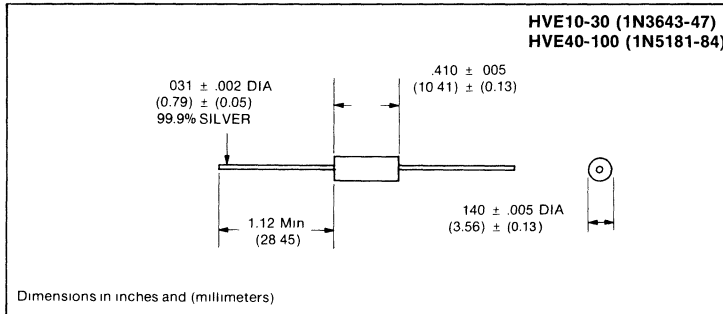 HVE10-30 (1N3643-47)
HVE40-100 (1N5181-84)
031 ± .002 DIA
(0.79) ± (0.05)
99.9% SILVER
.410 ± 005
(10 41) ± (0.13)
1.12 Min
(28 45)
140 ± .005 DIA
(3.56) ± (0.13)
Dimensions in inches and (millimeters)